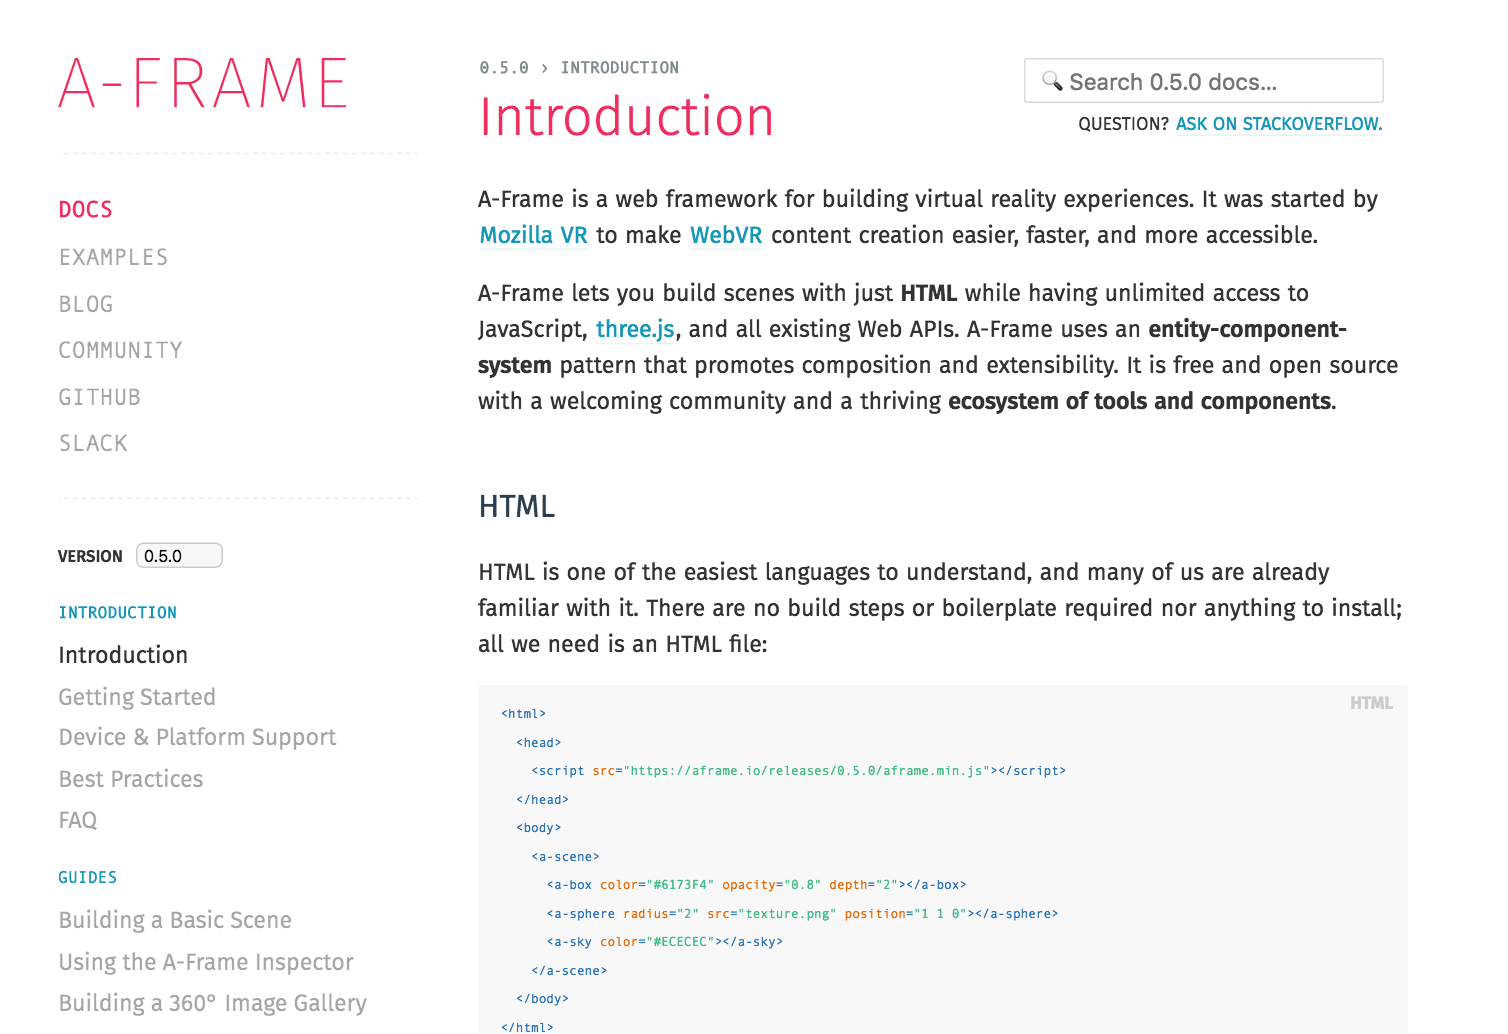 A-FRAME
DOCS
EXAMPLES
BLOG
COMMUNITY
GITHUB
SLACK
VERSION 0.5.0
INTRODUCTION
Introduction
Getting Started
Device & Platform Support
Best Practices
FAQ
GUIDES
Building a Basic Scene
Using the A-Frame Inspector
Building a 360° Image Gallery
0.5.0 › INTRODUCTION
Introduction
Search 0.5.0 docs...
QUESTION? ASK ON STACKOVERFLOW.
A-Frame is a web framework for building virtual reality experiences. It was started by
Mozilla VR to make WebVR content creation easier, faster, and more accessible.
A-Frame lets you build scenes with just HTML while having unlimited access to
JavaScript, three.js, and all existing Web APIs. A-Frame uses an entity-component-
system pattern that promotes composition and extensibility. It is free and open source
with a welcoming community and a thriving ecosystem of tools and components.
HTML
HTML is one of the easiest languages to understand, and many of us are already
familiar with it. There are no build steps or boilerplate required nor anything to install;
all we need is an HTML file:
HTML
<html>
  <head>
    <script src="https://aframe.io/releases/0.5.0/aframe.min.js"></script>
  </head>
  <body>
    <a-scene>
      <a-box color="#6173F4" opacity="0.8" depth="2"></a-box>
      <a-sphere radius="2" src="texture.png" position="1 1 0"></a-sphere>
      <a-sky color="#ECECEC"></a-sky>
    </a-scene>
  </body>
</html>